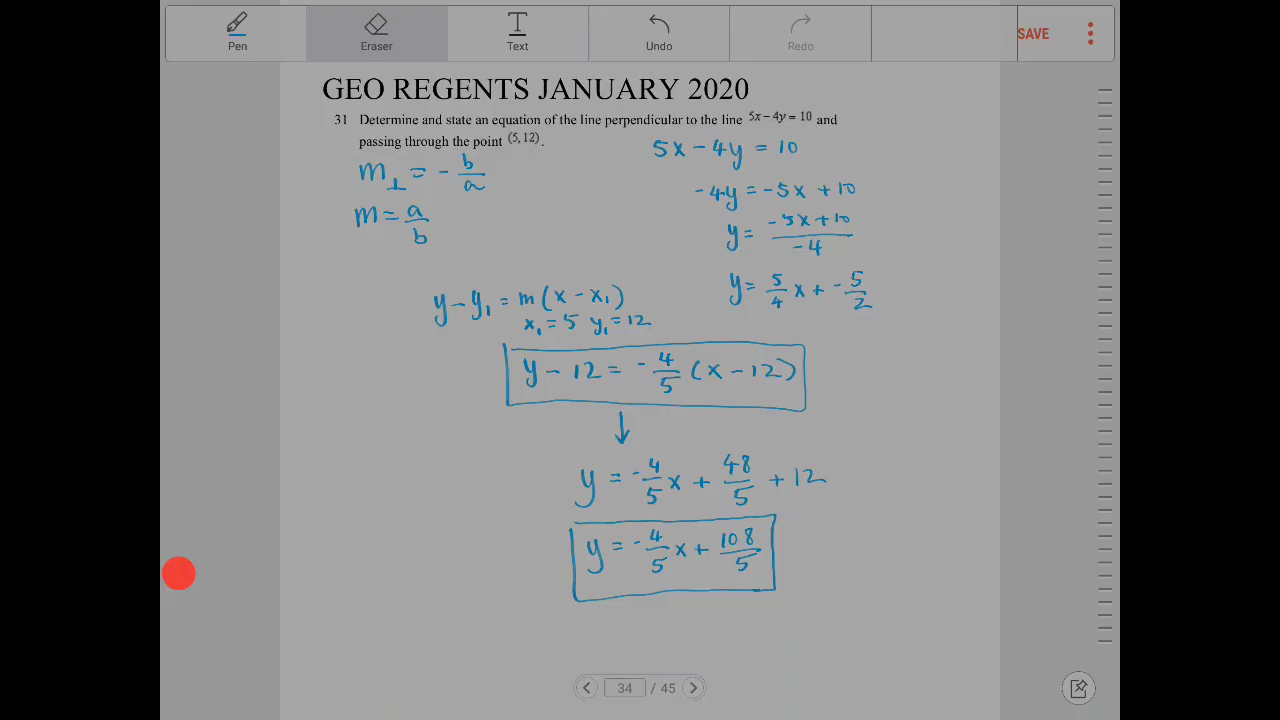 Pen Eraser Text Undo Redo SAVE
GEO REGENTS JANUARY 2020
31 Determine and state an equation of the line perpendicular to the line 5x − 4y = 10 and
passing through the point (5,12).
5x − 4y = 10
m⊥ = - b/a
-4y = -5x + 10
m = a/b
y = (-5x + 10)/-4
y = 5/4 x + - 5/2
y − y₁ = m(x − x₁)
x₁ = 5 y₁ = 12
y − 12 = - 4/5 (x − 12)
↓
y = - 4/5 x + 48/5 + 12
y = - 4/5 x + 108/5
34 / 45